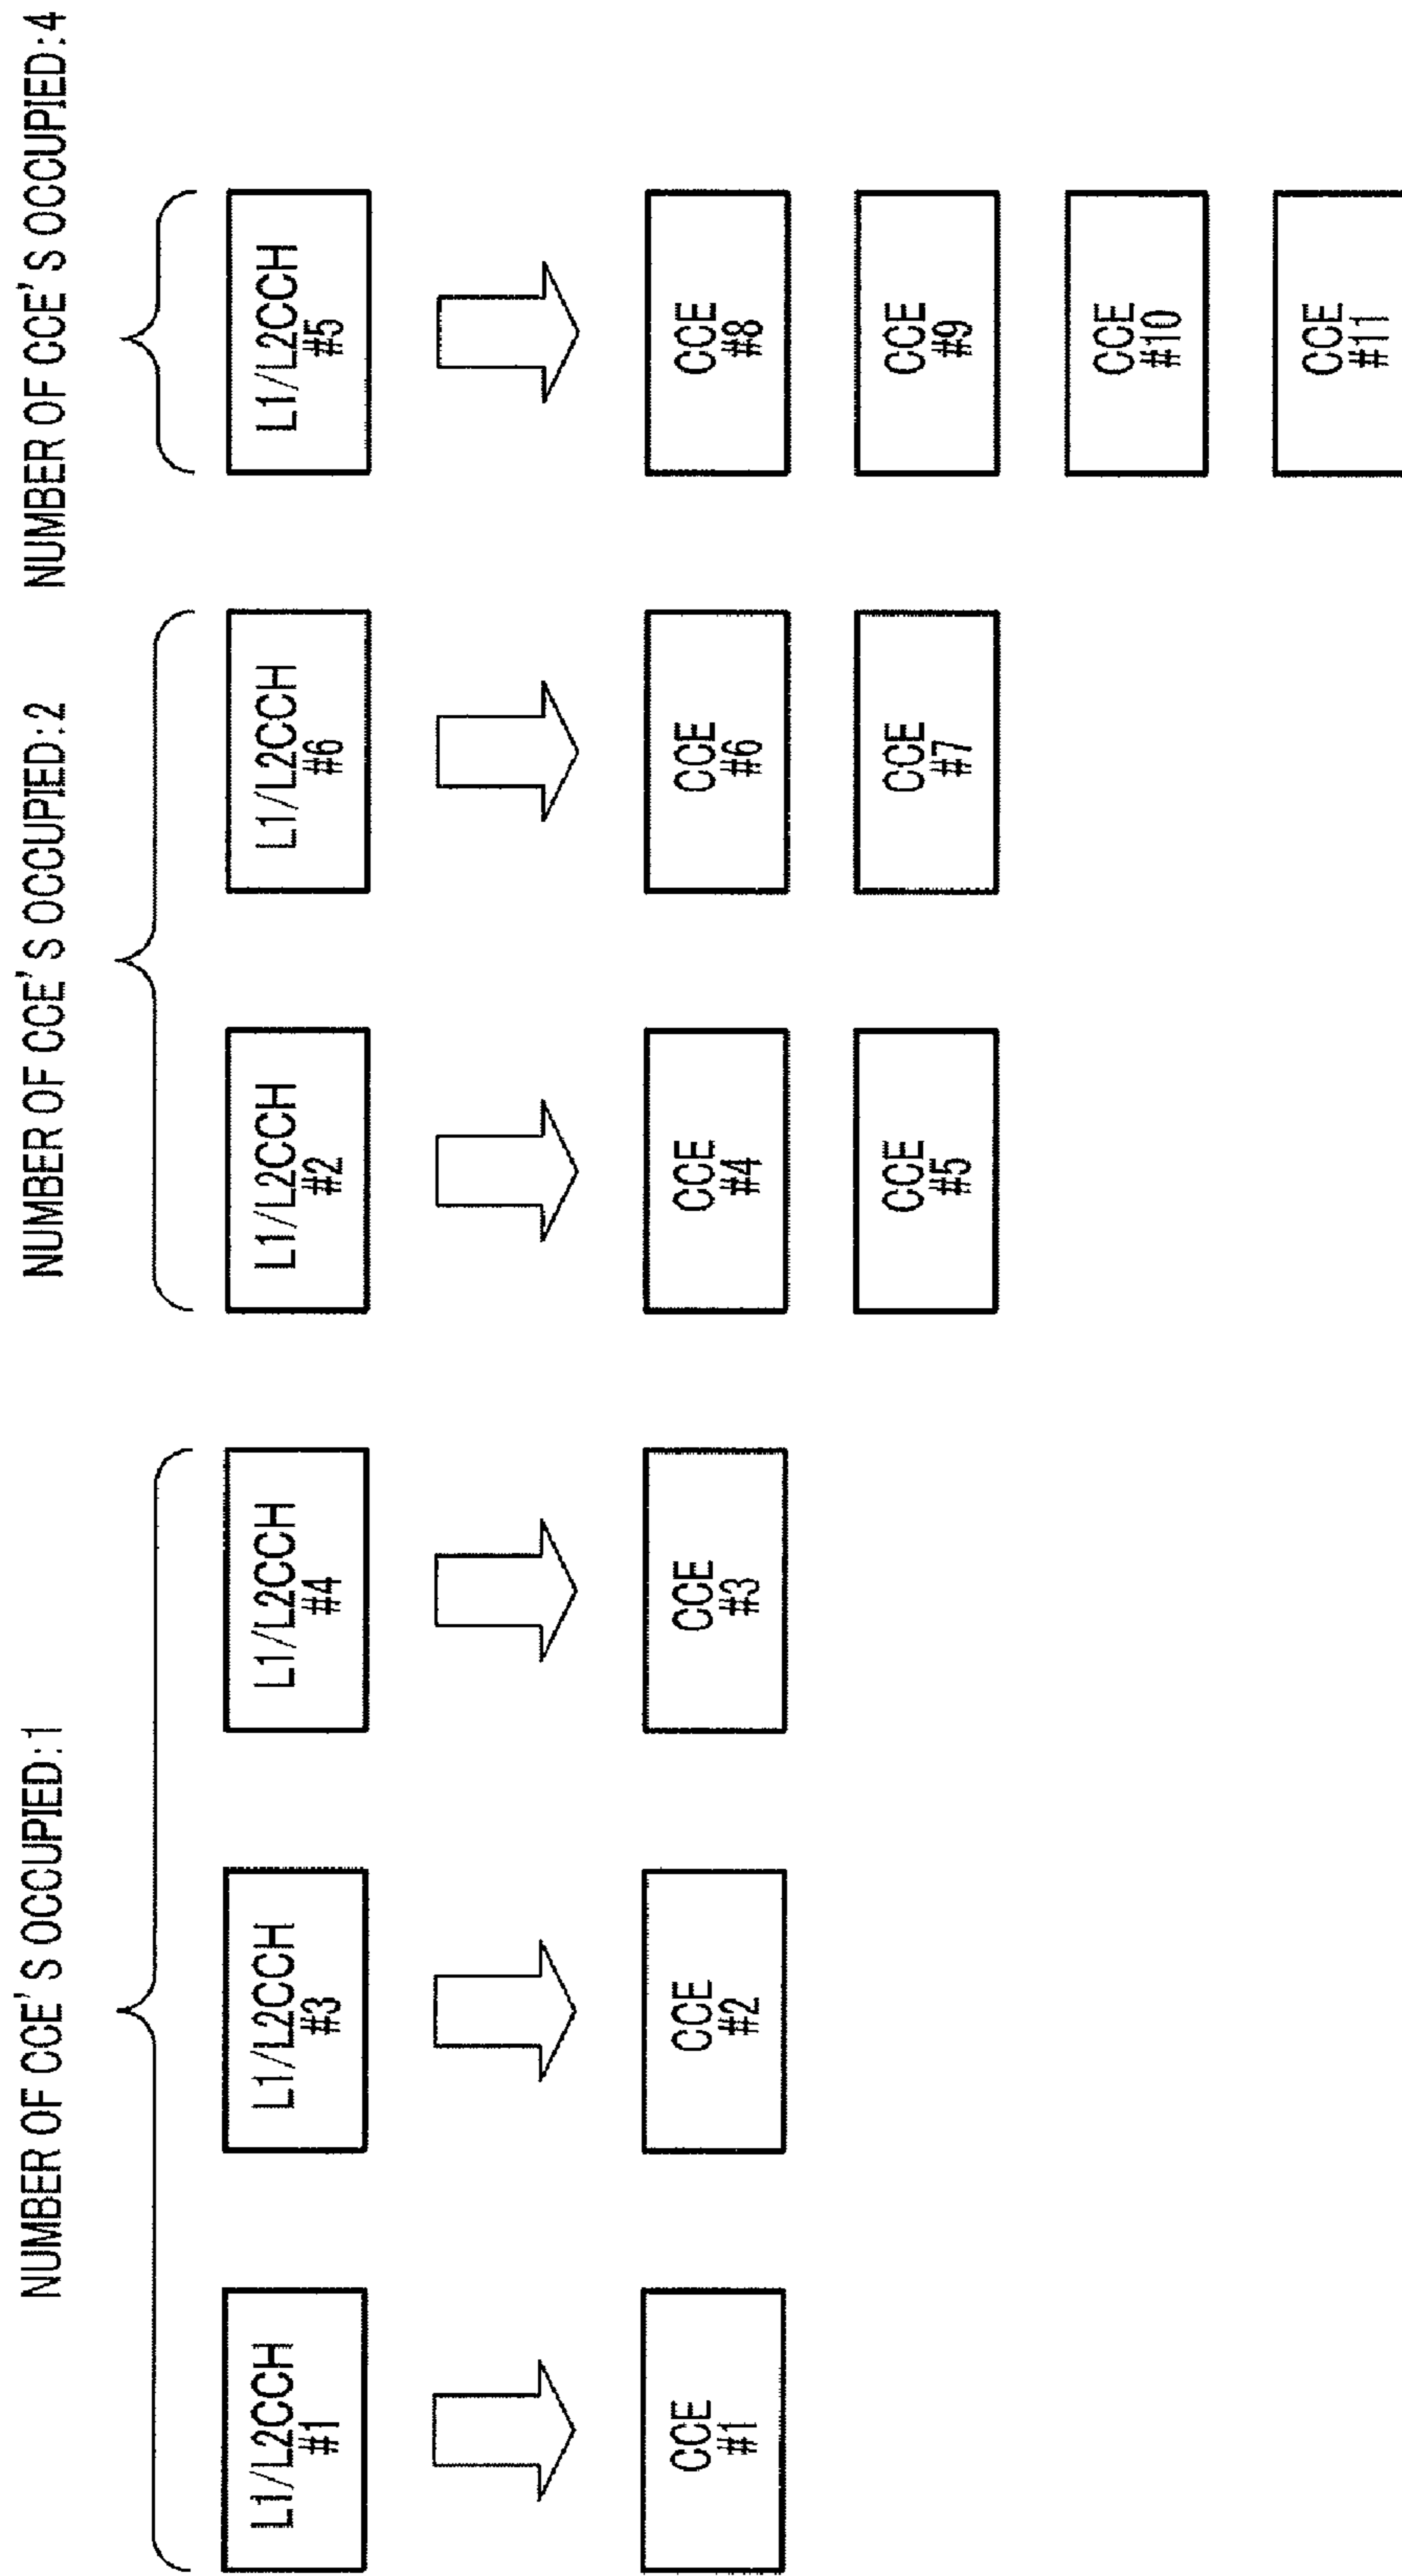 NUMBER OF CCE'S OCCUPIED:1
NUMBER OF CCE'S OCCUPIED:2
NUMBER OF CCE'S OCCUPIED:4
L1/L2CCH
#1
L1/L2CCH
#3
L1/L2CCH
#4
L1/L2CCH
#2
L1/L2CCH
#6
L1/L2CCH
#5
CCE
#1
CCE
#2
CCE
#3
CCE
#4
CCE
#6
CCE
#8
CCE
#5
CCE
#7
CCE
#9
CCE
#10
CCE
#11